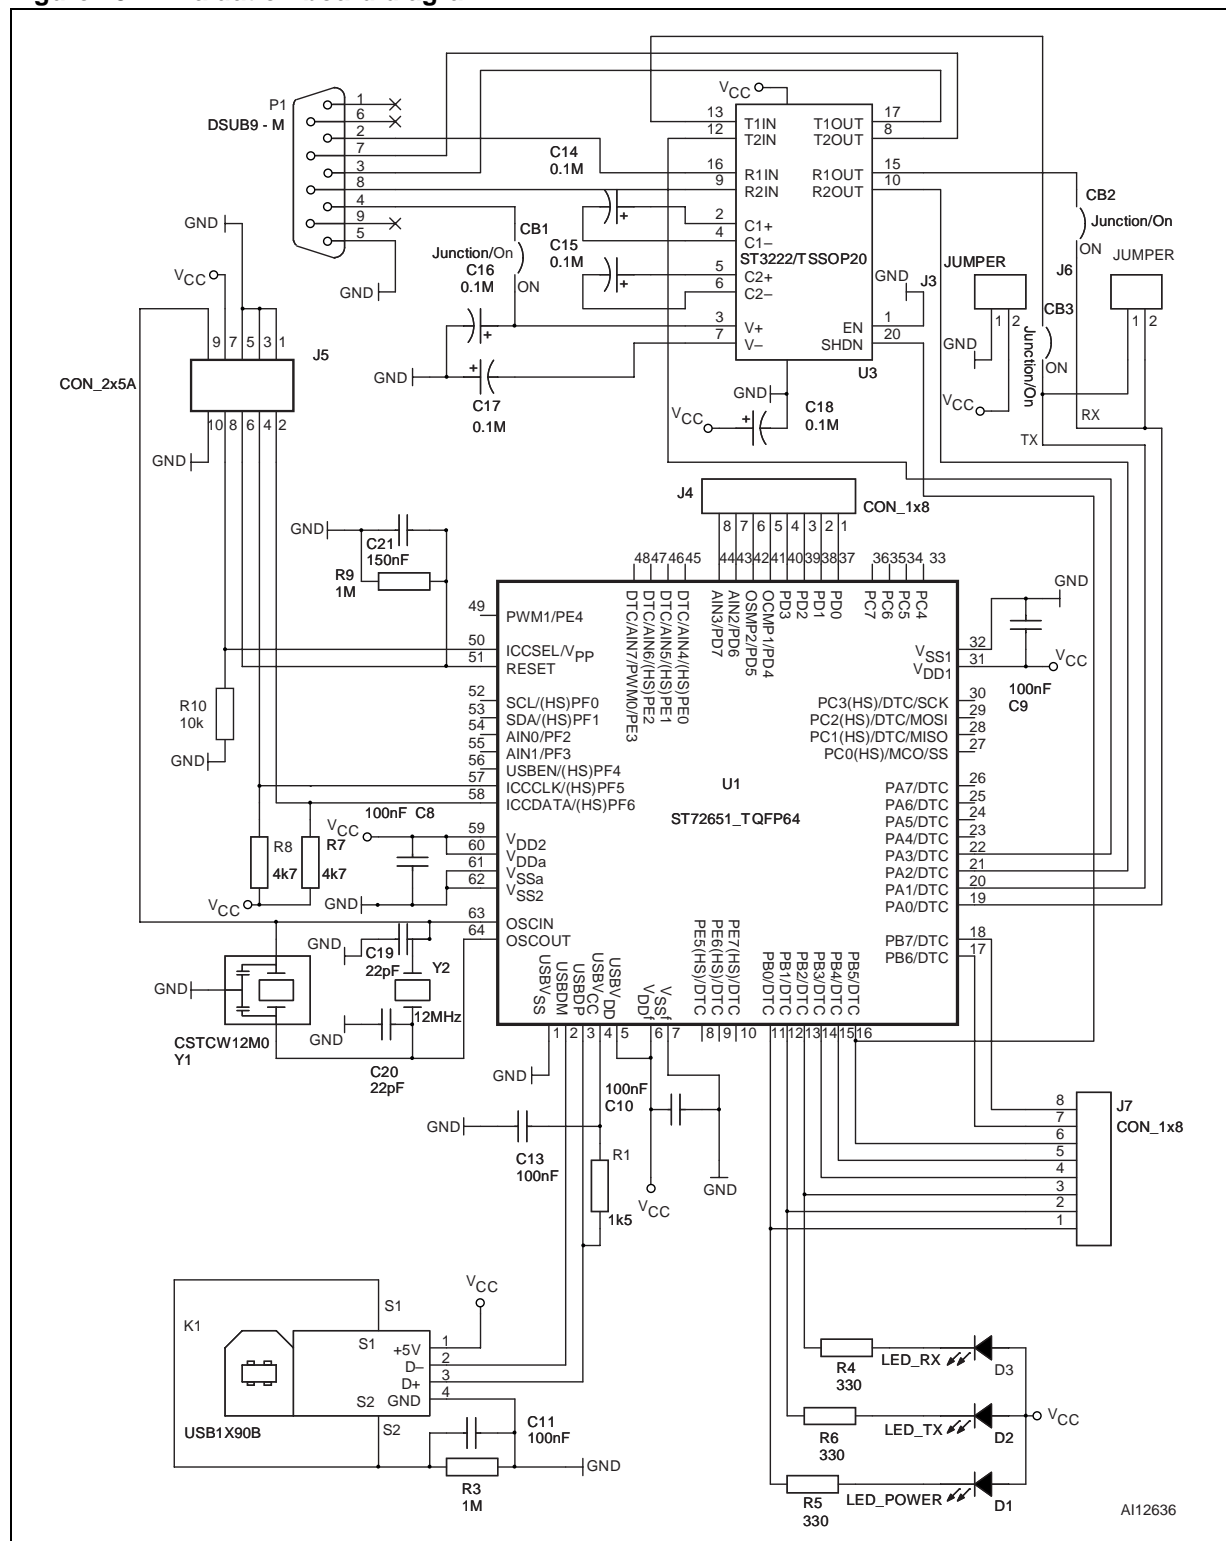 P1
DSUB9 - M
1
6
2
7
3
8
4
9
5
GND
VCC
GND
9 7 5 3 1
J5
CON_2x5A
10 8 6 4 2
GND
C14
0.1M
CB1
Junction/On
ON
C15
0.1M
C16
0.1M
GND
C17
0.1M
VCC
13
12
16
9
2
4
5
6
3
7
T1IN
T2IN
R1IN
R2IN
C1+
C1–
ST3222/TSSOP20
C2+
C2–
V+
V–
T1OUT
T2OUT
R1OUT
R2OUT
EN
SHDN
17
8
15
10
1
20
U3
GND
VCC
C18
0.1M
GND
J3
JUMPER
1 2
GND
VCC
CB2
Junction/On
ON
J6
JUMPER
1 2
CB3
ON
Junction/On
RX
TX
J4
CON_1x8
8 7 6 5 4 3 2 1
GND
C21
150nF
R9
1M
48 47 46 45
44 43 42 41 40 39 38 37
36 35 34 33
DTC/AIN7/PWM0/PE3
DTC/AIN6/(HS)PE2
DTC/AIN5/(HS)PE1
DTC/AIN4/(HS)PE0
AIN3/PD7
AIN2/PD6
OSMP2/PD5
OCMP1/PD4
PD3
PD2
PD1
PD0
PC7
PC6
PC5
PC4
49 PWM1/PE4
50 ICCSEL/VPP
51 RESET
52 SCL/(HS)PF0
53 SDA/(HS)PF1
54 AIN0/PF2
55 AIN1/PF3
56 USBEN/(HS)PF4
57 ICCCLK/(HS)PF5
58 ICCDATA/(HS)PF6
59 VDD2
60 VDDa
61 VSSa
62 VSS2
63 OSCIN
64 OSCOUT
U1
ST72651_TQFP64
VSS1 32
VDD1 31
PC3(HS)/DTC/SCK 30
PC2(HS)/DTC/MOSI 29
PC1(HS)/DTC/MISO 28
PC0(HS)/MCO/SS 27
PA7/DTC 26
PA6/DTC 25
PA5/DTC 24
PA4/DTC 23
PA3/DTC 22
PA2/DTC 21
PA1/DTC 20
PA0/DTC 19
PB7/DTC 18
PB6/DTC 17
GND
VCC
100nF
C9
R10
10k
GND
100nF C8
VCC
R8
4k7
R7
4k7
VCC
GND
GND
C19
22pF
Y2
12MHz
GND
GND
CSTCW12M0
Y1
C20
22pF
USBVSS
USBDM
USBDP
USBVCC
USBVDD
VDDf
VSSf
PE5(HS)/DTC
PE6(HS)/DTC
PE7(HS)/DTC
PB0/DTC
PB1/DTC
PB2/DTC
PB3/DTC
PB4/DTC
PB5/DTC
1 2 3 4 5 6 7 8 9 10 11 12 13 14 15 16
GND
100nF
C10
GND
C13
100nF
R1
1k5
VCC
GND
8
7
6
5
4
3
2
1
J7
CON_1x8
K1
S1
S1
S2
S2
USB1X90B
+5V
D–
D+
GND
1
2
3
4
VCC
C11
100nF
GND
R3
1M
R4
330
LED_RX
D3
R6
330
LED_TX
D2
VCC
R5
330
LED_POWER
D1
AI12636